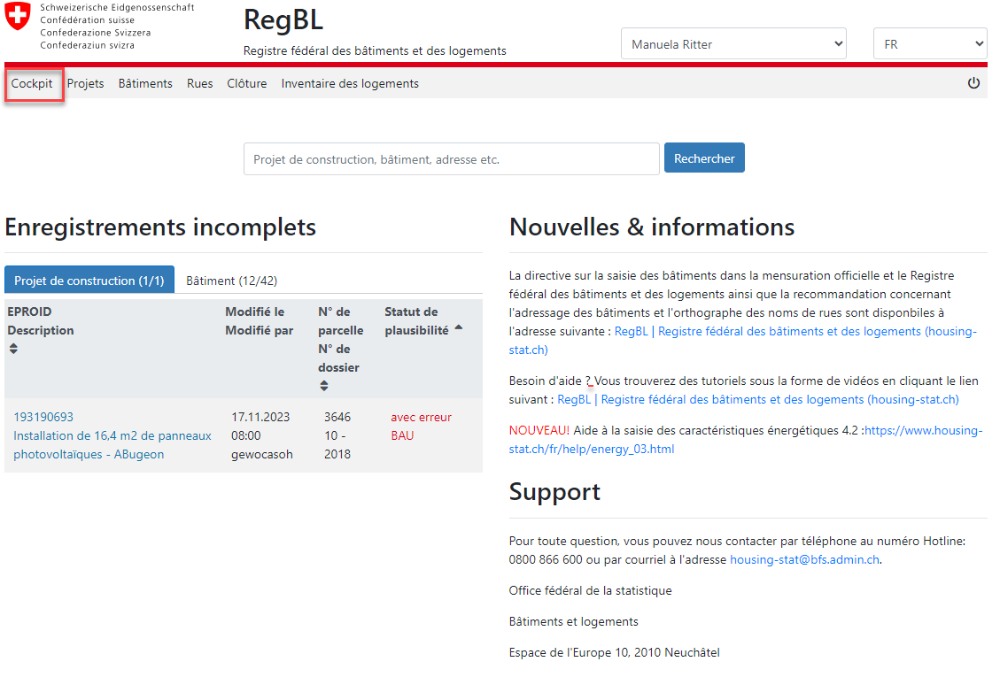 Schweizerische Eidgenossenschaft
Confédération suisse
Confederazione Svizzera
Confederaziun svizra
RegBL
Registre fédéral des bâtiments et des logements
Manuela Ritter
FR
Cockpit Projets Bâtiments Rues Clôture Inventaire des logements
Projet de construction, bâtiment, adresse etc.
Rechercher
Enregistrements incomplets
Projet de construction (1/1) Bâtiment (12/42)
EPROID
Description
Modifié le
Modifié par
N° de
parcelle
N° de
dossier
Statut de
plausibilité
193190693
Installation de 16,4 m2 de panneaux
photovoltaïques - ABugeon
17.11.2023
08:00
gewocasoh
3646
10 -
2018
avec erreur
BAU
Nouvelles & informations
La directive sur la saisie des bâtiments dans la mensuration officielle et le Registre
fédéral des bâtiments et des logements ainsi que la recommandation concernant
l'adressage des bâtiments et l'orthographe des noms de rues sont disponbiles à
l'adresse suivante : RegBL | Registre fédéral des bâtiments et des logements (housing-
stat.ch)
Besoin d'aide ? Vous trouverez des tutoriels sous la forme de vidéos en cliquant le lien
suivant : RegBL | Registre fédéral des bâtiments et des logements (housing-stat.ch)
NOUVEAU! Aide à la saisie des caractéristiques énergétiques 4.2 :https://www.housing-
stat.ch/fr/help/energy_03.html
Support
Pour toute question, vous pouvez nous contacter par téléphone au numéro Hotline:
0800 866 600 ou par courriel à l'adresse housing-stat@bfs.admin.ch.
Office fédéral de la statistique
Bâtiments et logements
Espace de l'Europe 10, 2010 Neuchâtel